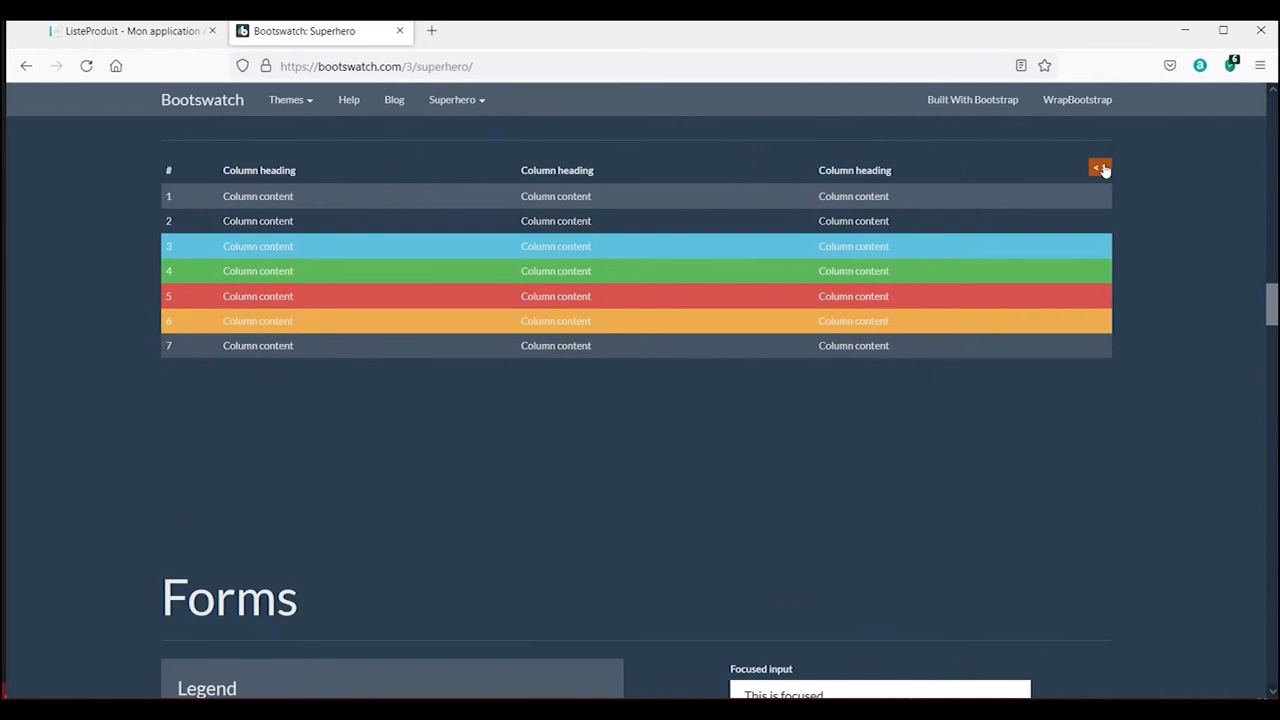 ListeProduit - Mon application
Bootswatch: Superhero
https://bootswatch.com/3/superhero/
6
Bootswatch Themes Help Blog Superhero Built With Bootstrap WrapBootstrap
# Column heading Column heading Column heading
1 Column content Column content Column content
2 Column content Column content Column content
3 Column content Column content Column content
4 Column content Column content Column content
5 Column content Column content Column content
6 Column content Column content Column content
7 Column content Column content Column content
Forms
Legend
Focused input
This is focused